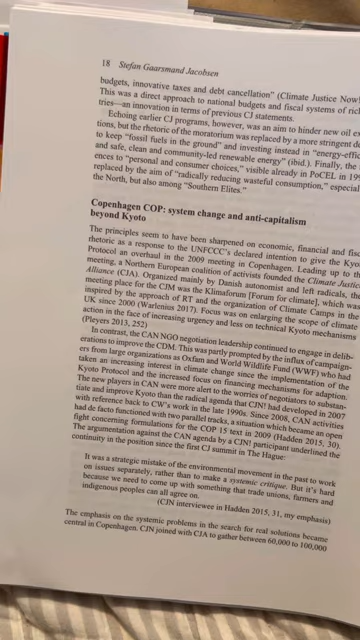 18 Stefan Gaarsmand Jacobsen
budgets, innovative taxes and debt cancellation" (Climate Justice Now!
This was a direct approach to national budgets and fiscal systems of rich
tries—an innovation in terms of previous CJ statements.
Echoing earlier CJ programs, however, was an aim to hinder new oil ex
tions, but the rhetoric of the moratorium was replaced by a more stringent de
to keep "fossil fuels in the ground" and investing instead in "energy-effic
and safe, clean and community-led renewable energy" (ibid.). Finally, the
ences to "personal and consumer choices," visible already in PoCEL in 199
replaced by the aim of "radically reducing wasteful consumption," especial
the North, but also among "Southern Elites."
Copenhagen COP: system change and anti-capitalism
beyond Kyoto
The principles seem to have been sharpened on economic, financial and fisc
rhetoric as a response to the UNFCCC's declared intention to give the Kyo
Protocol an overhaul in the 2009 meeting in Copenhagen. Leading up to th
meeting, a Northern European coalition of activists founded the Climate Justic
Alliance (CJA). Organized mainly by Danish autonomist and left radicals, the
meeting place for the CJM was the Klimaforum [Forum for climate], which was
inspired by the approach of RT and the organization of Climate Camps in the
UK since 2000 (Warlenius 2017). Focus was on enlarging the scope of climate
action in the face of increasing urgency and less on technical Kyoto mechanisms
(Pleyers 2013, 252)
In contrast, the CAN NGO negotiation leadership continued to engage in delib-
erations to improve the CDM. This was partly prompted by the influx of campaign-
ers from large organizations as Oxfam and World Wildlife Fund (WWF) who had
taken an increasing interest in climate change since the implementation of the
Kyoto Protocol and the increased focus on financing mechanisms for adaption.
The new players in CAN were more alert to the worries of negotiators to substan-
tiate and improve Kyoto than the radical agenda that CJN! had developed in 2007
with reference back to CW's work in the late 1990s. Since 2008, CAN activities
had de facto functioned with two parallel tracks, a situation which became an open
fight concerning formulations for the COP 15 text in 2009 (Hadden 2015, 30).
The argumentation against the CAN agenda by a CJN! participant underlined the
continuity in the position since the first CJ summit in The Hague:
It was a strategic mistake of the environmental movement in the past to work
on issues separately, rather than to make a systemic critique. But it's hard
because we need to come up with something that trade unions, farmers and
indigenous peoples can all agree on.
(CJN interviewee in Hadden 2015, 31, my emphasis)
The emphasis on the systemic problems in the search for real solutions became
central in Copenhagen. CJN joined with CJA to gather between 60,000 to 100,000